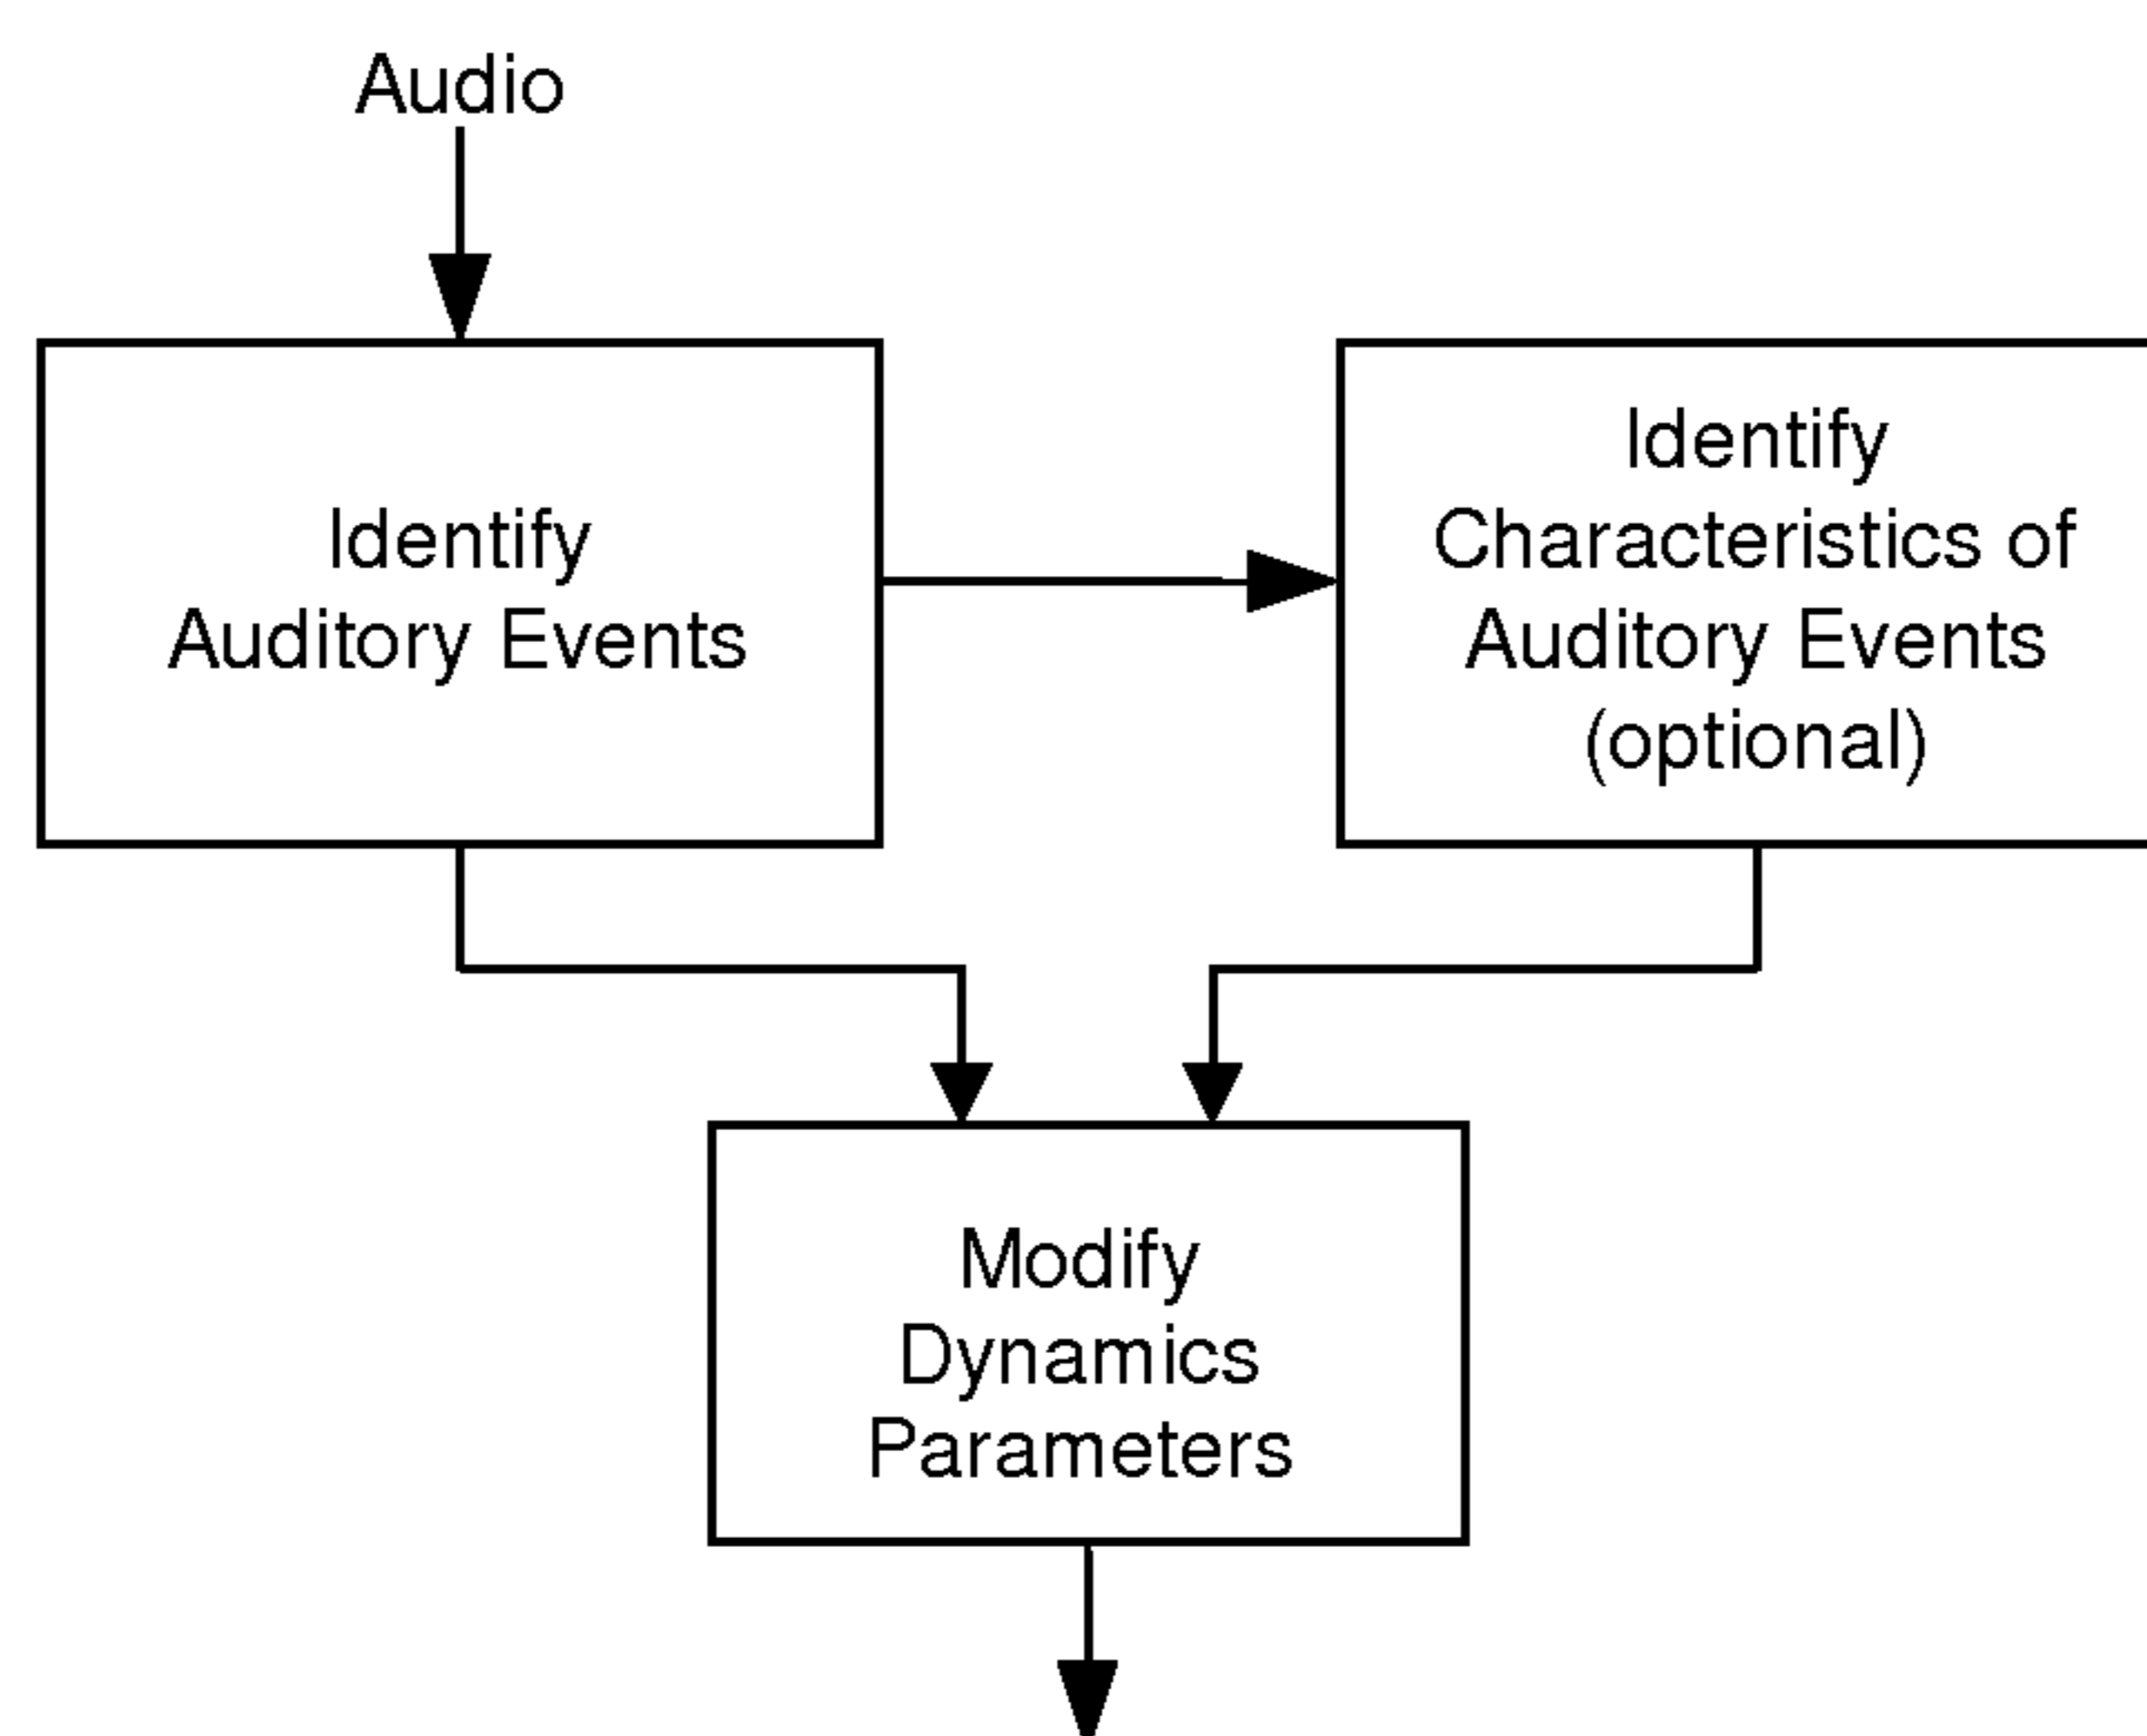 Audio
Identify
Auditory Events
Identify
Characteristics of
Auditory Events
(optional)
Modify
Dynamics
Parameters